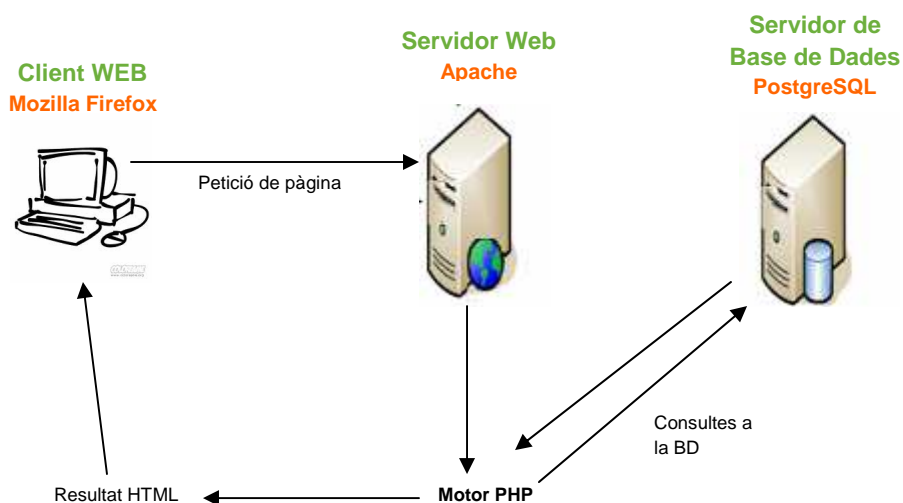 Client WEB
Mozilla Firefox
Servidor Web
Apache
Servidor de
Base de Dades
PostgreSQL
Petició de pàgina
Consultes a
la BD
Resultat HTML
Motor PHP